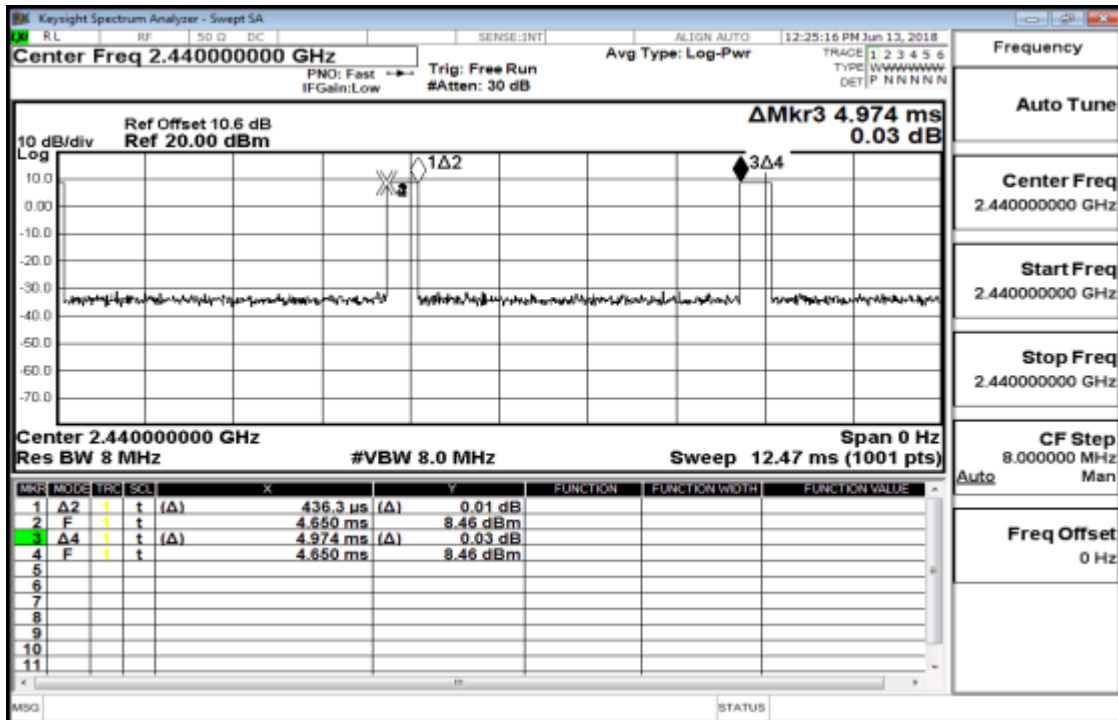 Keysight Spectrum Analyzer - Swept SA
RL RF 50 Ω DC SENSE:INT ALIGN AUTO 12:25:16 PM Jun 13, 2018
Center Freq 2.440000000 GHz
PNO: Fast
IFGain:Low
Trig: Free Run
#Atten: 30 dB
Avg Type: Log-Pwr
TRACE 1 2 3 4 5 6
TYPE WWWWWW
DET P N N N N N
ΔMkr3 4.974 ms
0.03 dB
Ref Offset 10.6 dB
10 dB/div Ref 20.00 dBm
Log
1Δ2
3Δ4
10.0
0.00
-10.0
-20.0
-30.0
-40.0
-50.0
-60.0
-70.0
Center 2.440000000 GHz Span 0 Hz
Res BW 8 MHz #VBW 8.0 MHz Sweep 12.47 ms (1001 pts)
MKR MODE TRC SCL X Y FUNCTION FUNCTION WIDTH FUNCTION VALUE
1 Δ2 1 t (Δ) 436.3 µs (Δ) 0.01 dB
2 F 1 t 4.650 ms 8.46 dBm
3 Δ4 1 t (Δ) 4.974 ms (Δ) 0.03 dB
4 F 1 t 4.650 ms 8.46 dBm
5
6
7
8
9
10
11
MSG STATUS
Frequency
Auto Tune
Center Freq
2.440000000 GHz
Start Freq
2.440000000 GHz
Stop Freq
2.440000000 GHz
CF Step
8.000000 MHz
Auto Man
Freq Offset
0 Hz